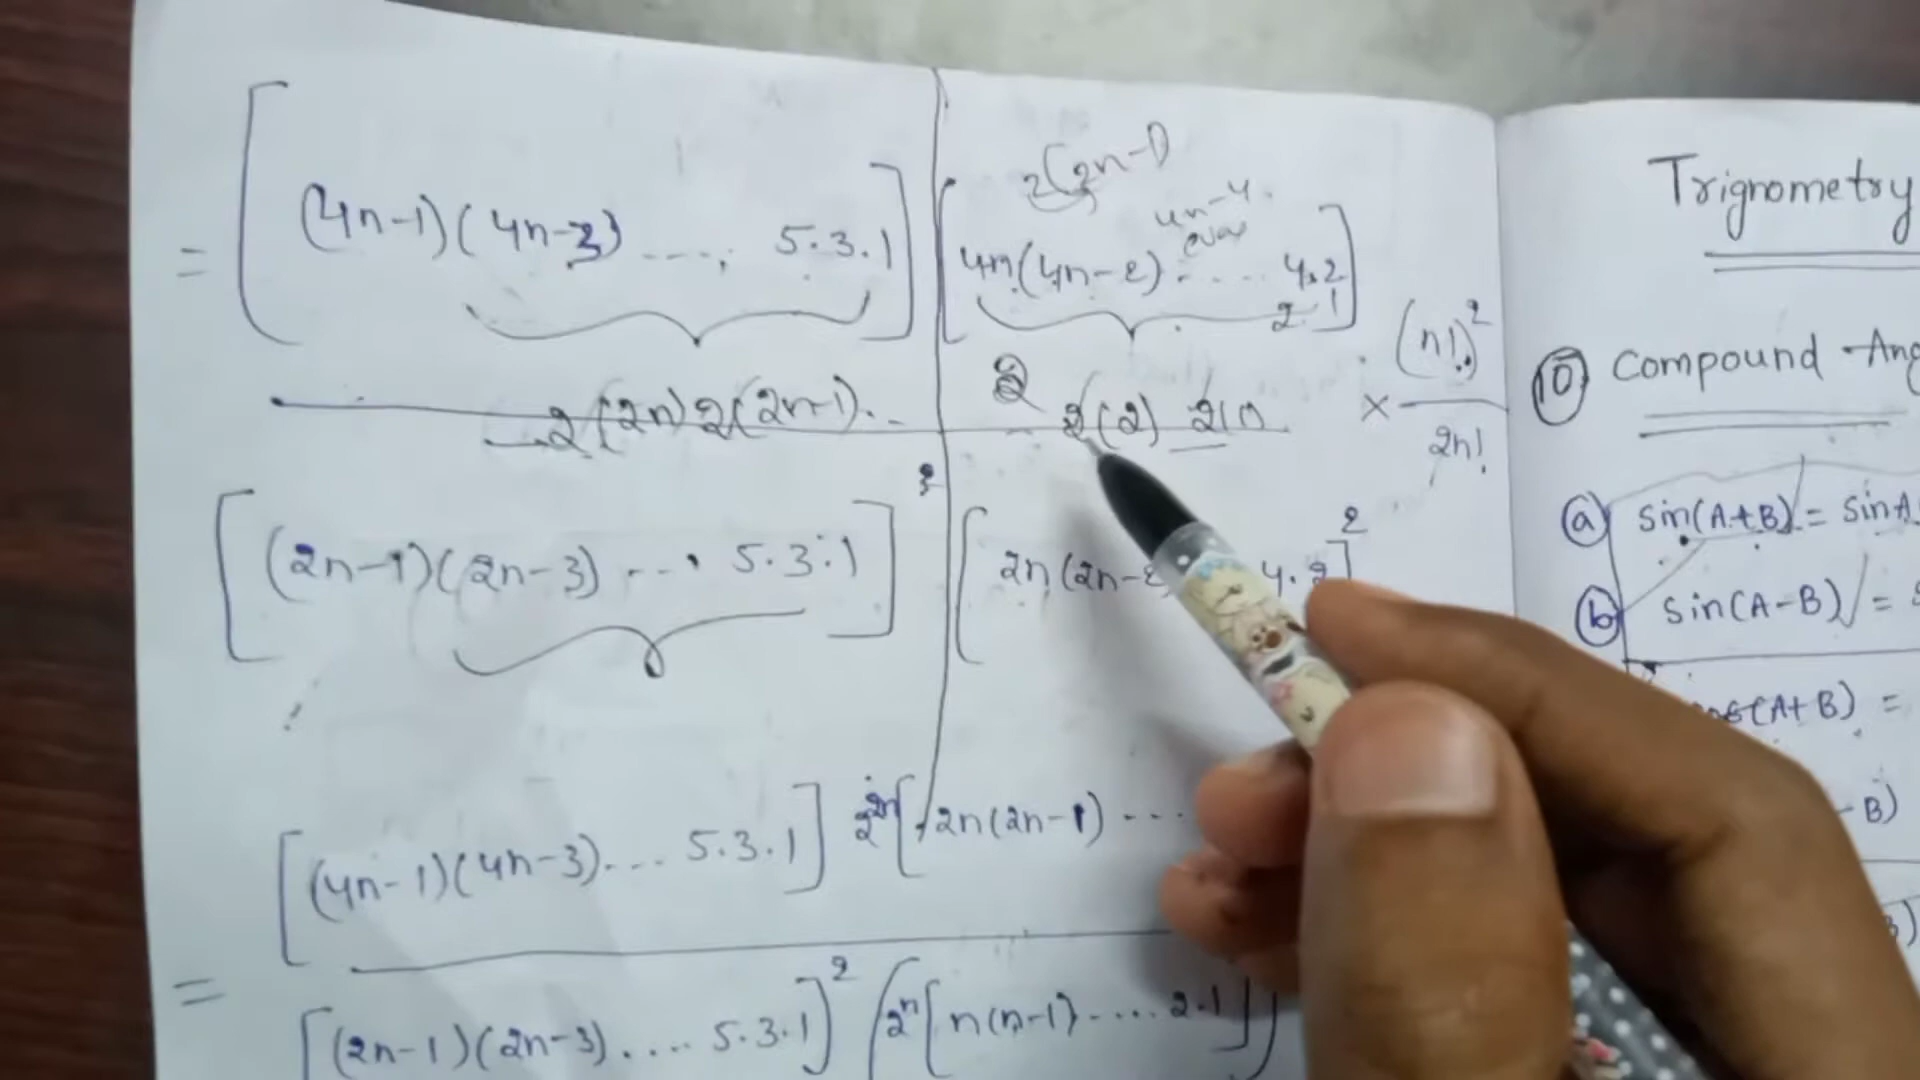 2(2n-1)
4n-4.
= [(4n-1)(4n-3) ..... 5.3.1] [4n(4n-2) ..... 4.2]
2.1
2(2n) 2(2n-1). .. 2(2) 2(1) × (n!)²
2n!
[(2n-1)(2n-3) ... 5.3.1]² [2n(2n-2 4.2]²
= [(4n-1)(4n-3).... 5.3.1] 2²ⁿ[2n(2n-1) ...
[(2n-1)(2n-3).... 5.3.1]² (2ⁿ[n(n-1)....2.1])
Trignometry
10 Compound Ang
a sin(A+B) = sinA
b sin(A-B) =
(A+B) =
-B)